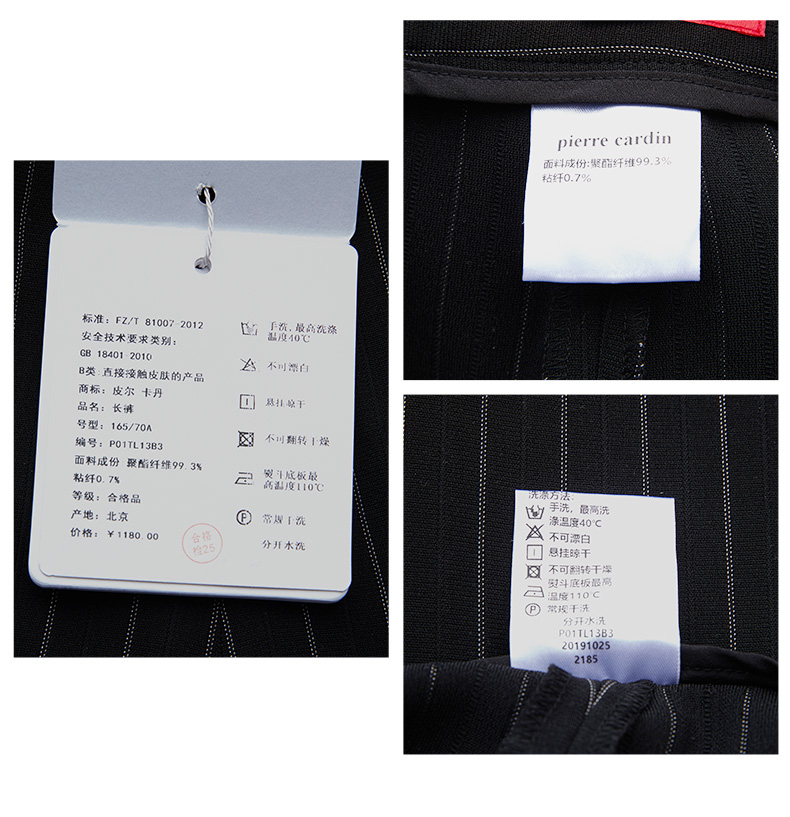 标准: FZ/T 81007-2012
安全技术要求类别:
GB 18401-2010
B类 直接接触皮肤的产品
商标: 皮尔 卡丹
品名: 长裤
号型: 165/70A
编号: P01TL13B3
面料成份 聚酯纤维99.3%
粘纤0.7%
等级: 合格品
产地: 北京
价格: ￥1180.00
合格
检25
手洗、最高洗涤
温度40℃
不可漂白
悬挂晾干
不可翻转干燥
熨斗底板最
高温度110℃
P
常规干洗
分开水洗
pierre cardin
面料成份:聚酯纤维99.3%
粘纤0.7%
洗涤方法:
手洗, 最高洗
涤温度40℃
不可漂白
悬挂晾干
不可翻转干燥
熨斗底板最高
温度110℃
P 常规干洗
分开水洗
P01TL13B3
20191025
2185